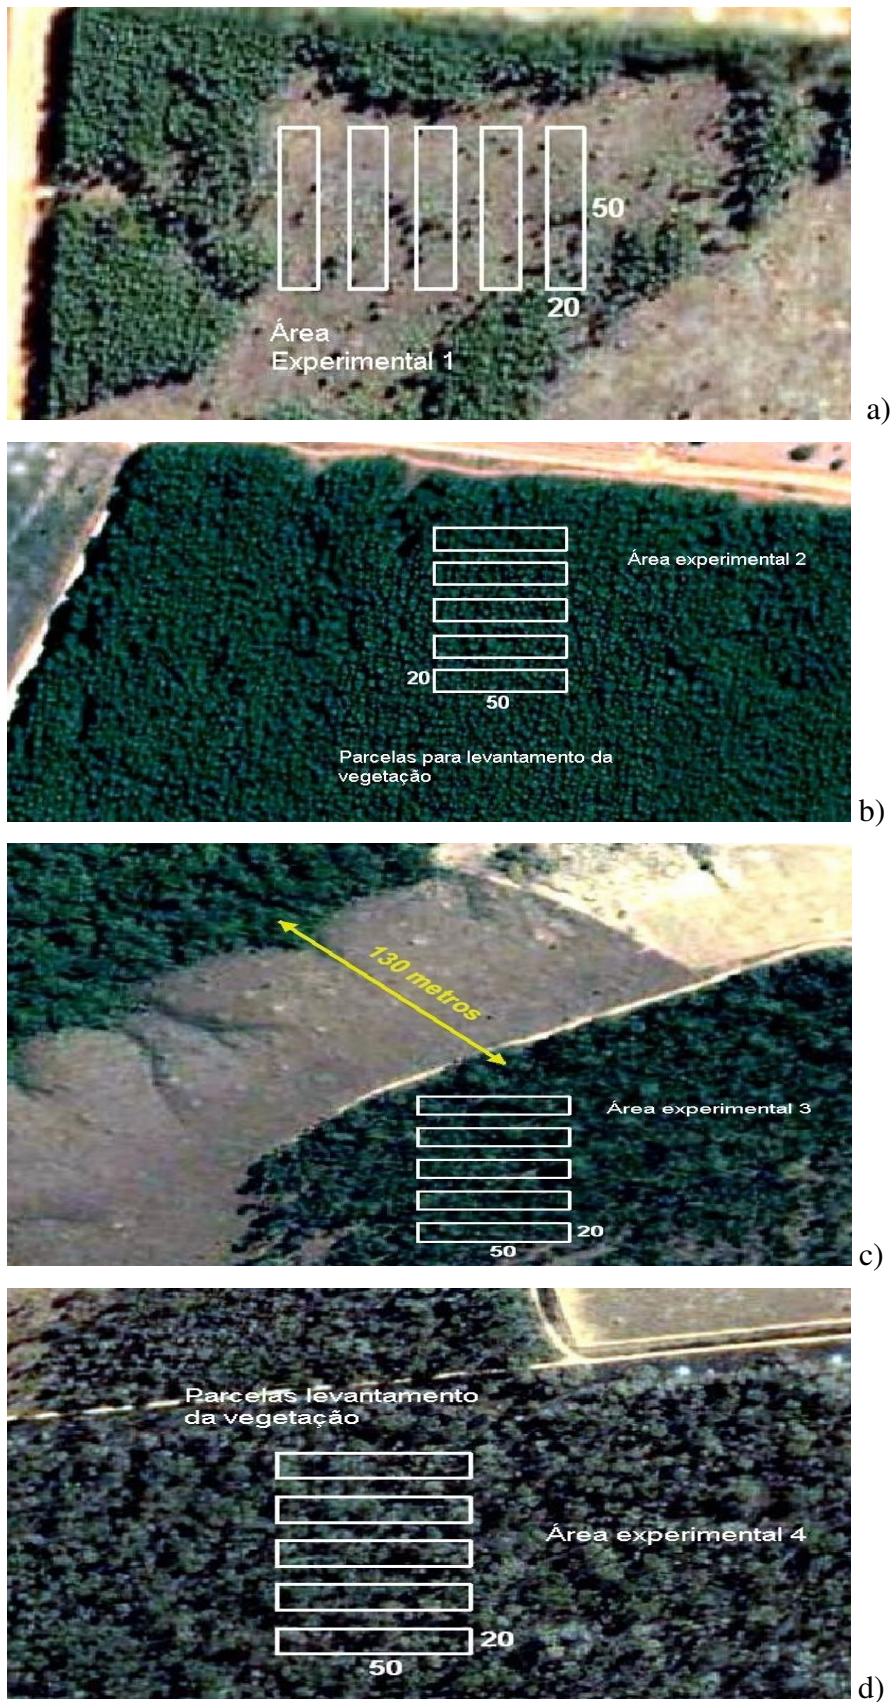 50
20
Área
Experimental 1
a)
Área experimental 2
20
50
Parcelas para levantamento da
vegetação
b)
130 metros
Área experimental 3
20
50
c)
Parcelas levantamento
da vegetação
Área experimental 4
20
50
d)